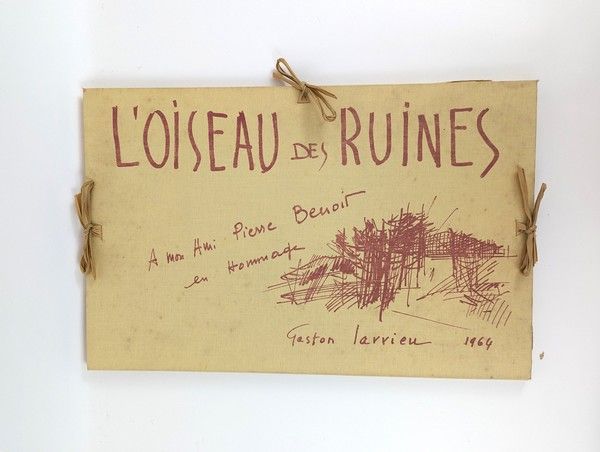 L'OISEAU DES RUINES
A mon Ami Pierre Benoit
en Hommage
Gaston Larrieu 1964